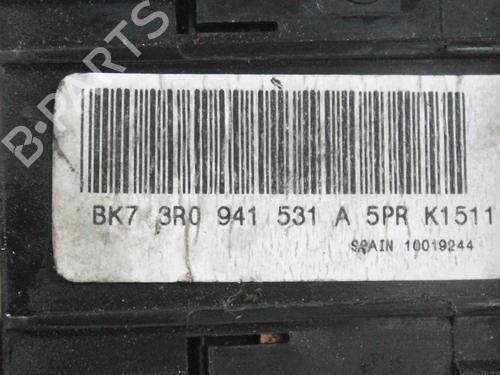 B-PARTS
BK7 3R0 941 531 A 5PR K1511
SPAIN 10019244